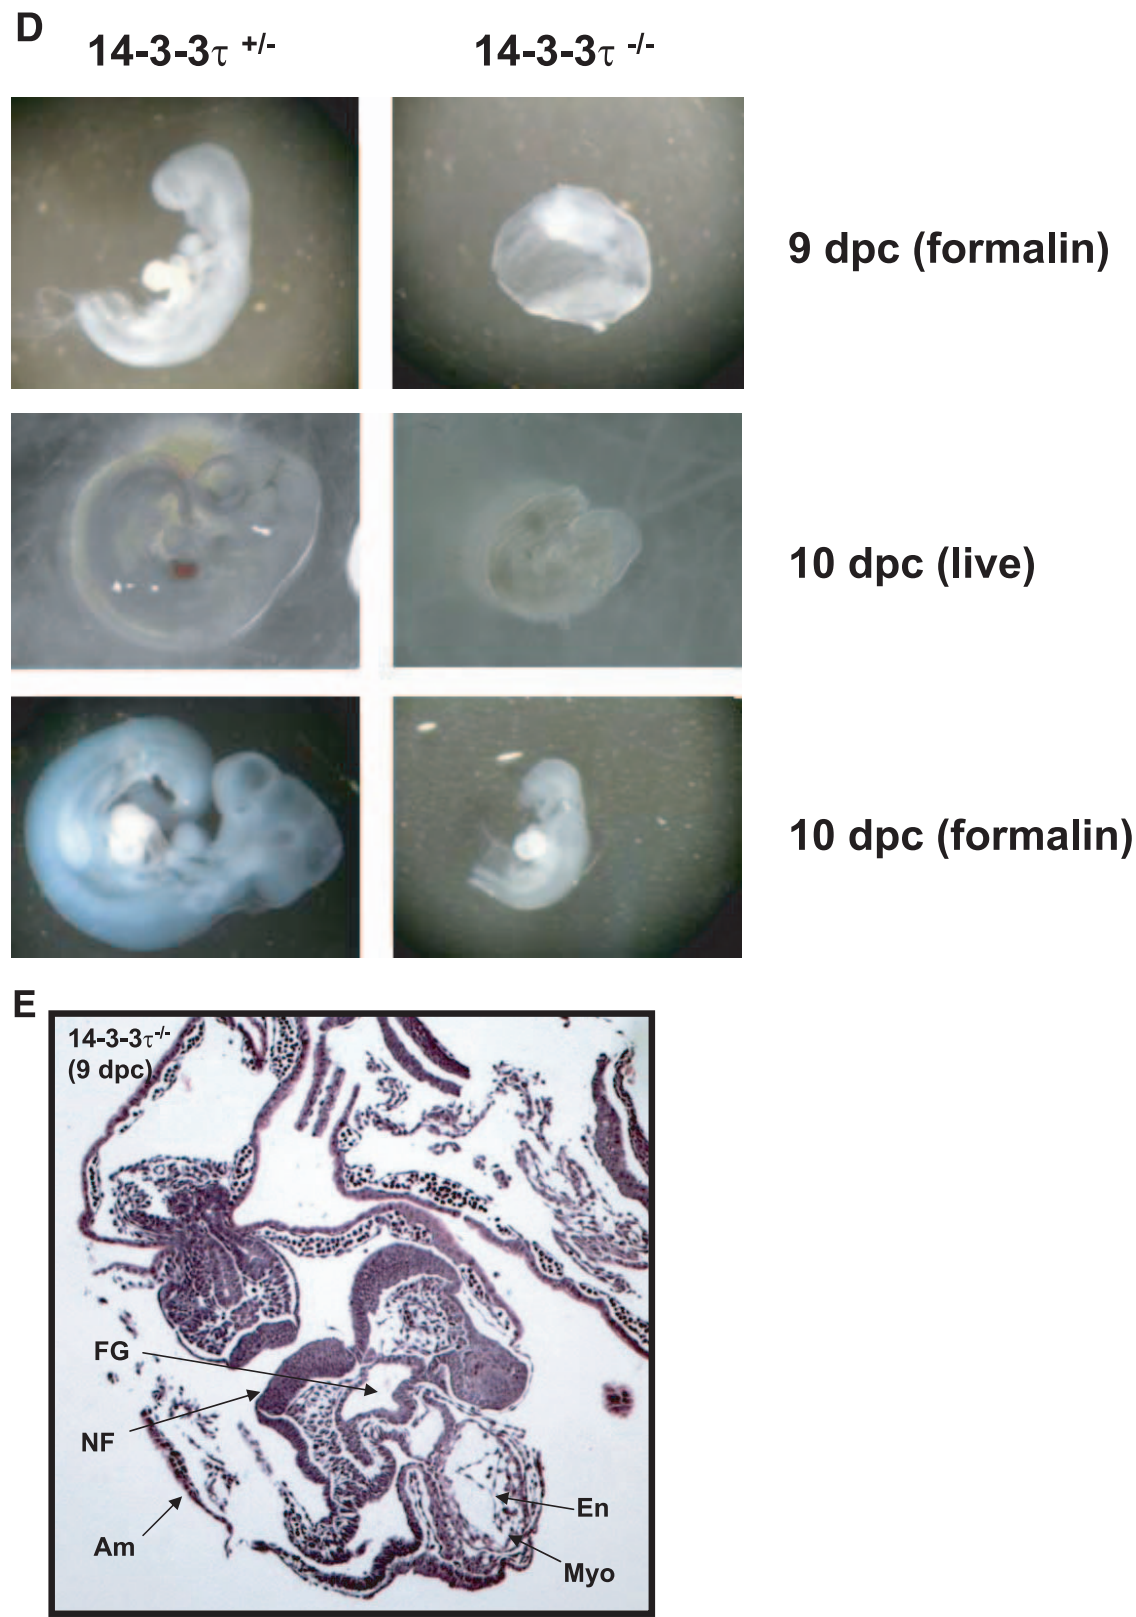 D
14-3-3τ +/-
14-3-3τ -/-
9 dpc (formalin)
10 dpc (live)
10 dpc (formalin)
E
14-3-3τ-/-
(9 dpc)
FG
NF
Am
En
Myo